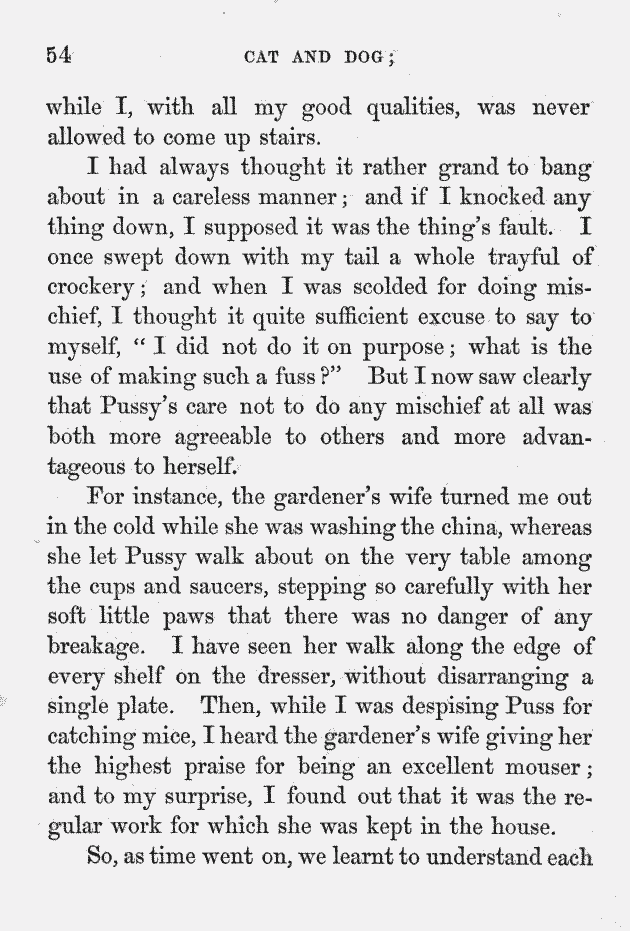 54 CAT AND DOG;
while I, with all my good qualities, was never
allowed to come up stairs.
I had always thought it rather grand to bang
about in a careless manner; and if I knocked any
thing down, I supposed it was the thing's fault. I
once swept down with my tail a whole trayful of
crockery; and when I was scolded for doing mis-
chief, I thought it quite sufficient excuse to say to
myself, “ I did not do it on purpose; what is the
use of making such a fuss?” But I now saw clearly
that Pussy's care not to do any mischief at all was
both more agreeable to others and more advan-
tageous to herself.
For instance, the gardener's wife turned me out
in the cold while she was washing the china, whereas
she let Pussy walk about on the very table among
the cups and saucers, stepping so carefully with her
soft little paws that there was no danger of any
breakage. I have seen her walk along the edge of
every shelf on the dresser, without disarranging a
single plate. Then, while I was despising Puss for
catching mice, I heard the gardener's wife giving her
the highest praise for being an excellent mouser;
and to my surprise, I found out that it was the re-
gular work for which she was kept in the house.
So, as time went on, we learnt to understand each